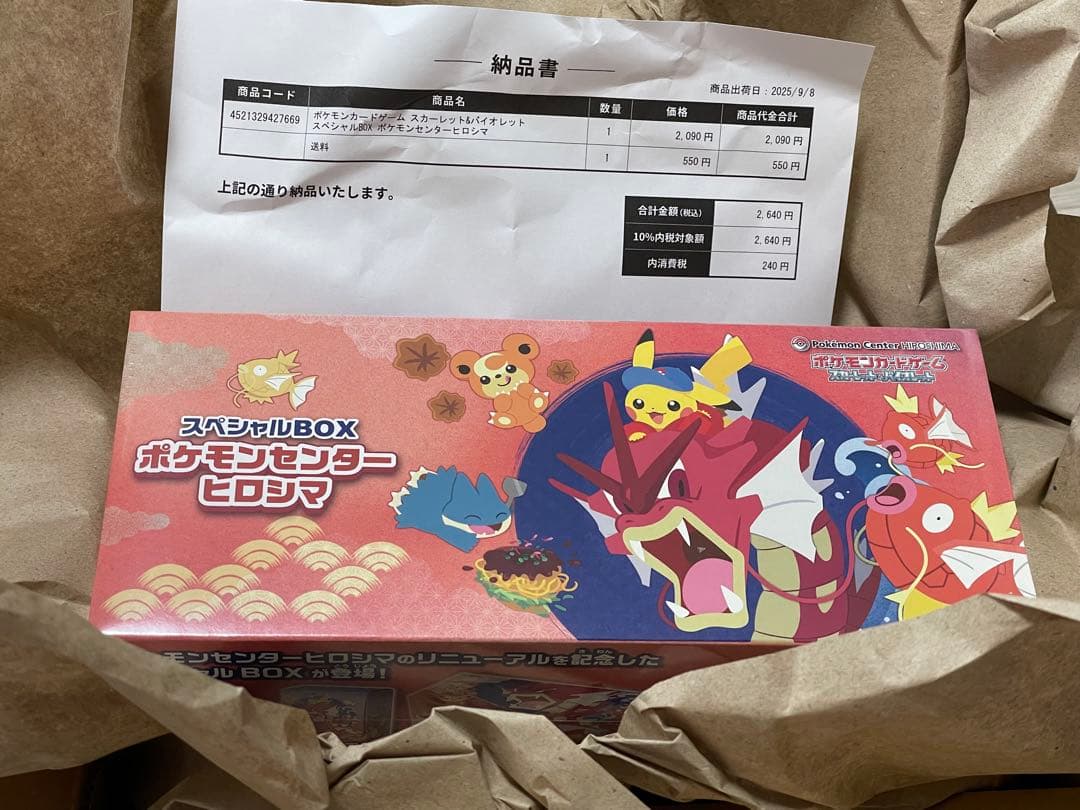 納品書
商品出荷日：2025/9/8
商品コード 商品名 数量 価格 商品代金合計
4521329427669 ポケモンカードゲーム スカーレット&バイオレット
スペシャルBOX ポケモンセンターヒロシマ 1 2,090 円 2,090 円
送料 1 550 円 550 円
上記の通り納品いたします。
合計金額(税込) 2,640 円
10%内税対象額 2,640 円
内消費税 240 円
Pokémon Center HIROSHIMA
ポケモンカードゲーム
スカーレット&バイオレット
スペシャルBOX
ポケモンセンター
ヒロシマ
モンセンターヒロシマのリニューアルを記念した
きねん
ャル BOXが登場！